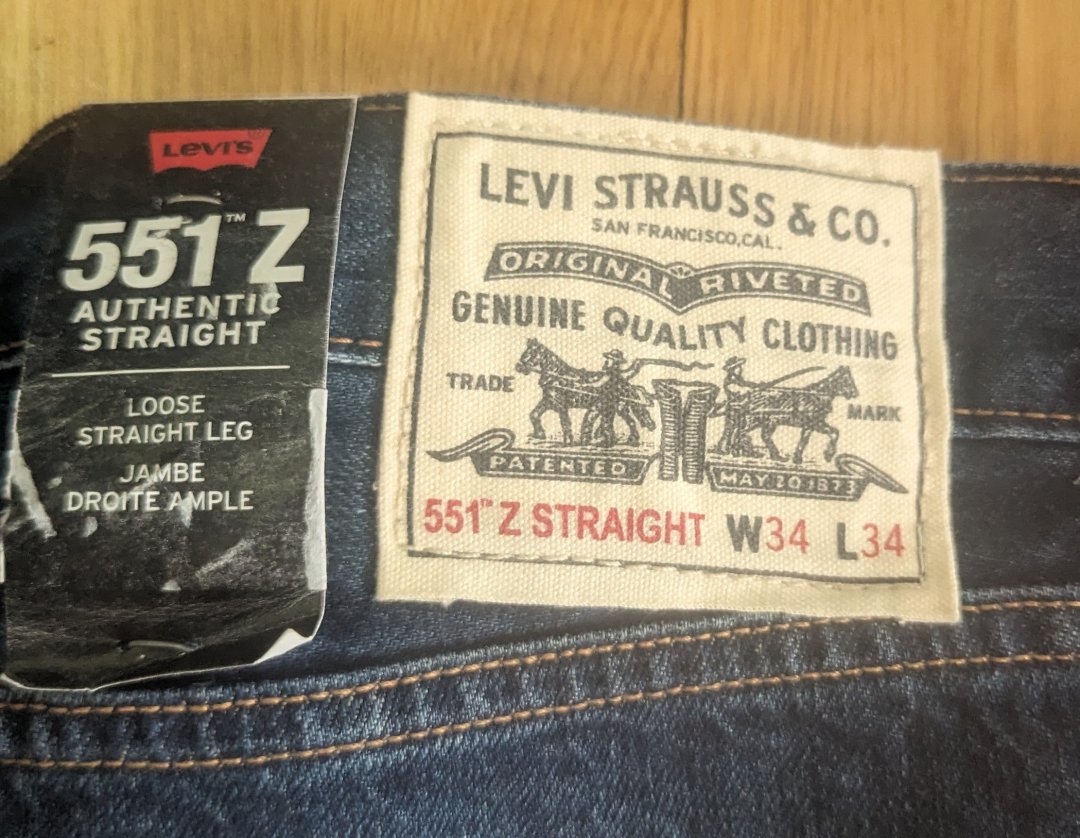 LEVI'S
551™ Z
AUTHENTIC
STRAIGHT
LOOSE
STRAIGHT LEG
JAMBE
DROITE AMPLE
LEVI STRAUSS & CO.
SAN FRANCISCO, CAL.
ORIGINAL RIVETED
GENUINE QUALITY CLOTHING
TRADE MARK
PATENTED MAY 20 1873
551™ Z STRAIGHT W34 L34